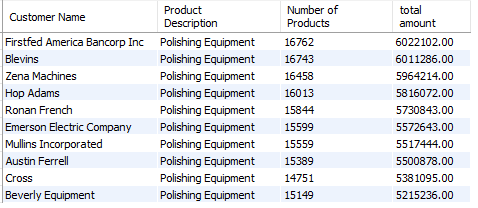 Customer Name Product Description Number of Products total amount
Firstfed America Bancorp Inc Polishing Equipment 16762 6022102.00
Blevins Polishing Equipment 16743 6011286.00
Zena Machines Polishing Equipment 16458 5964214.00
Hop Adams Polishing Equipment 16013 5816072.00
Ronan French Polishing Equipment 15844 5730843.00
Emerson Electric Company Polishing Equipment 15599 5572643.00
Mullins Incorporated Polishing Equipment 15559 5517444.00
Austin Ferrell Polishing Equipment 15389 5500878.00
Cross Polishing Equipment 14751 5381095.00
Beverly Equipment Polishing Equipment 15149 5215236.00